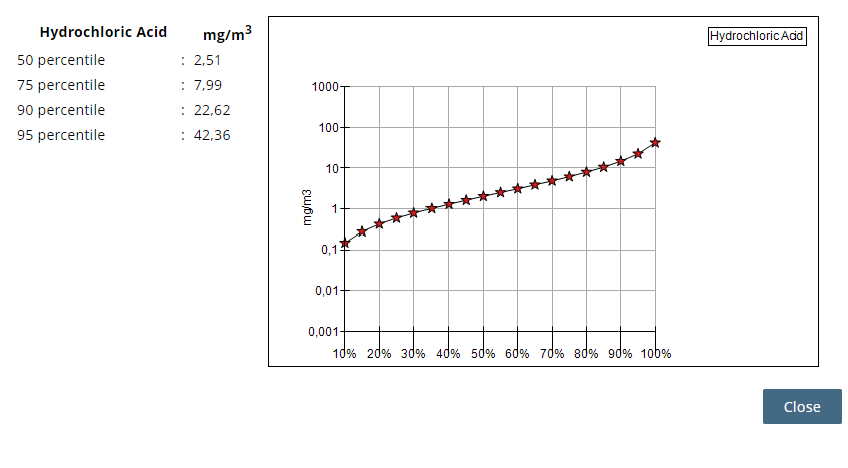 Hydrochloric Acid mg/m3
50 percentile : 2,51
75 percentile : 7,99
90 percentile : 22,62
95 percentile : 42,36
Hydrochloric Acid
1000
100
10
1
0,1
0,01
0,001
mg/m3
10% 20% 30% 40% 50% 60% 70% 80% 90% 100%
Close